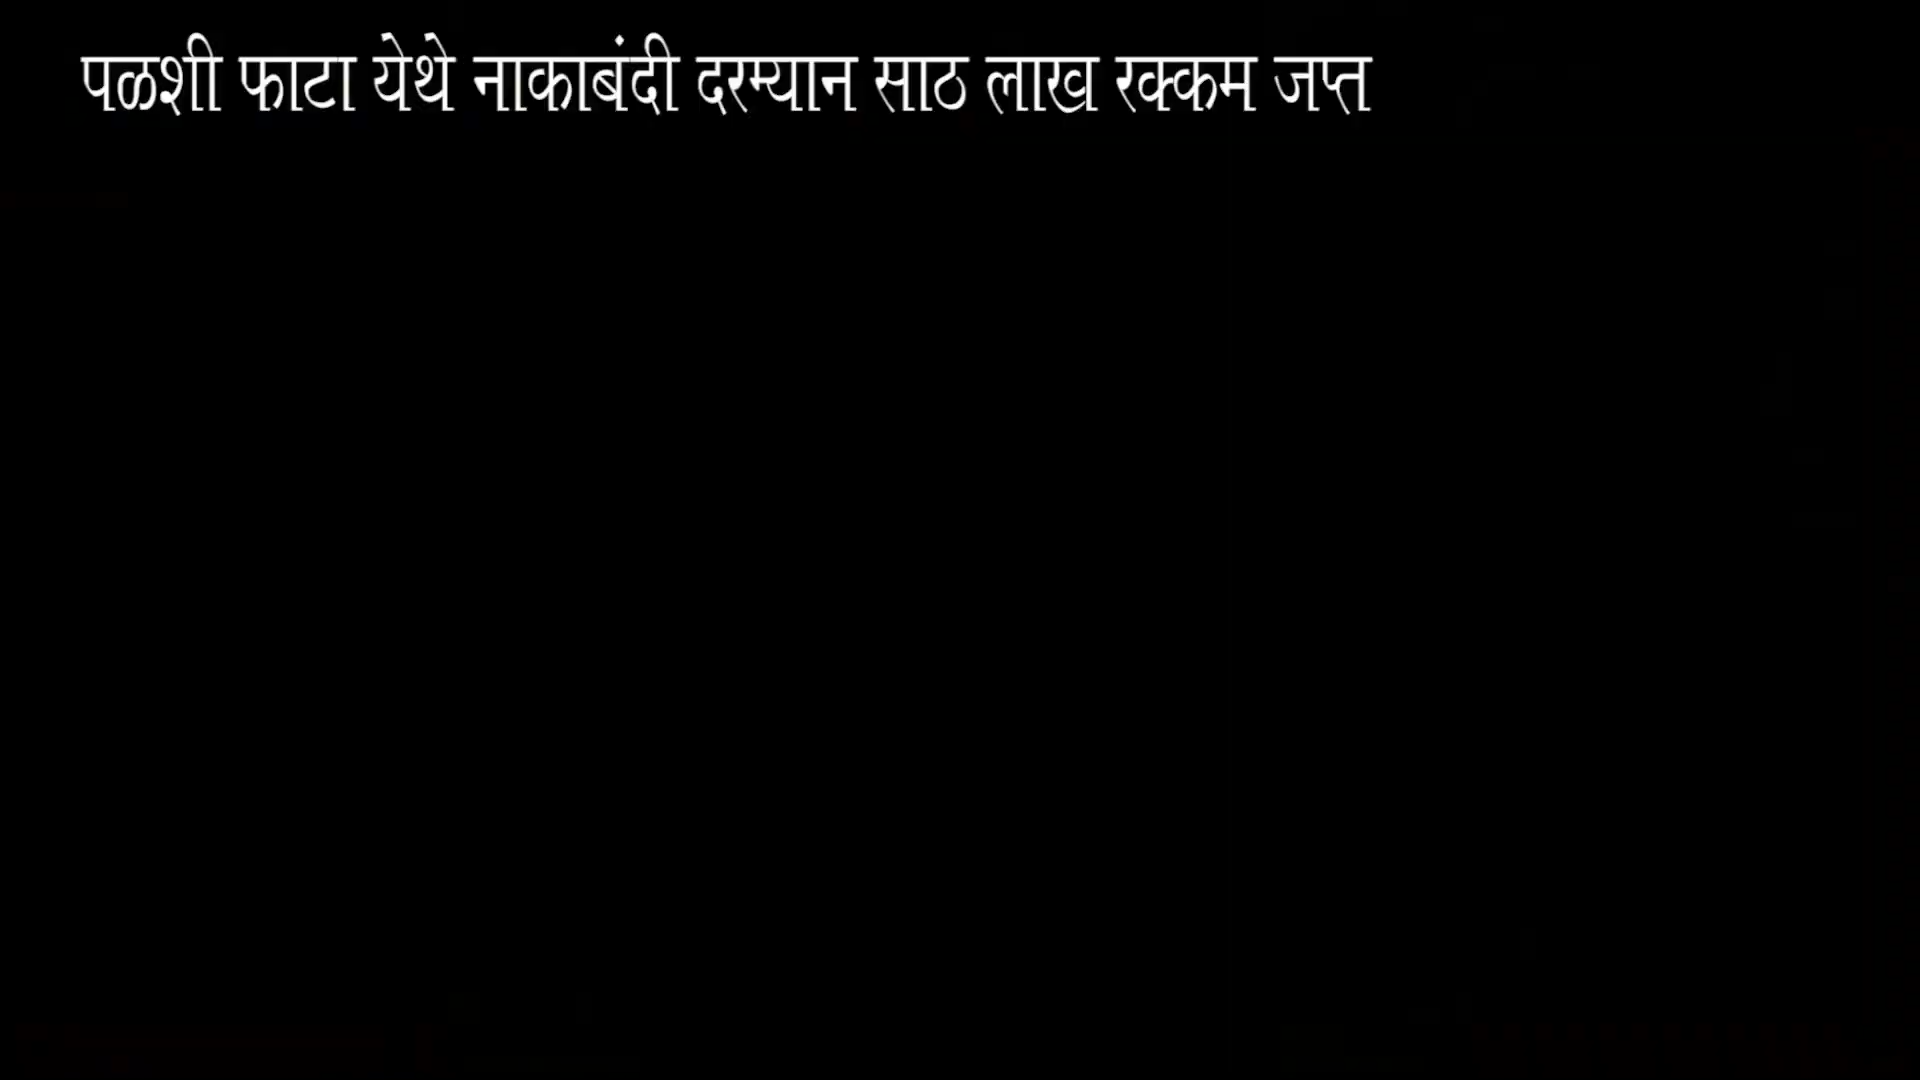 पळशी फाटा येथे नाकाबंदी दरम्यान साठ लाख रक्कम जप्त